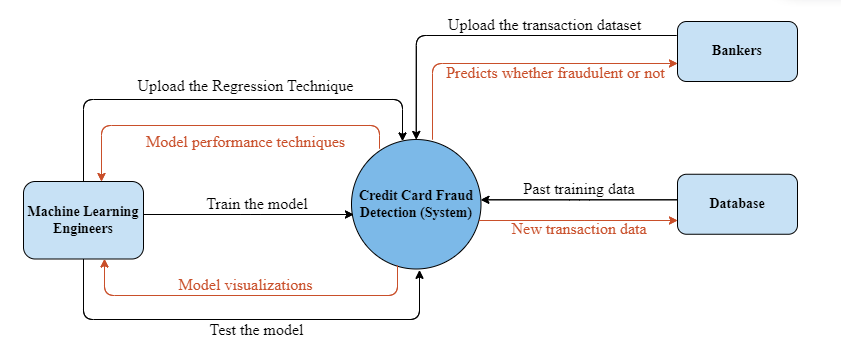 Upload the transaction dataset
Bankers
Predicts whether fraudulent or not
Upload the Regression Technique
Model performance techniques
Credit Card Fraud
Detection (System)
Past training data
Database
New transaction data
Machine Learning
Engineers
Train the model
Model visualizations
Test the model